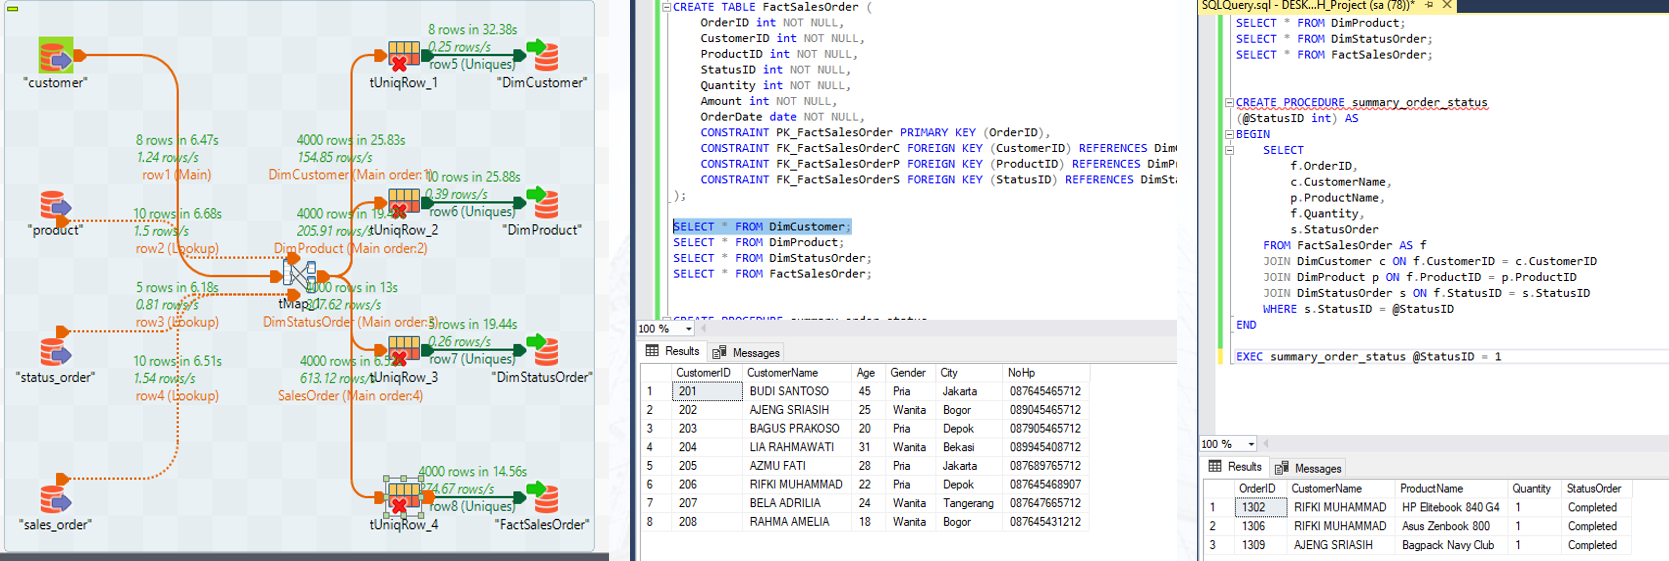 8 rows in 32.38s
0.25 rows/s
row5 (Uniques)
"customer"
tUniqRow_1
"DimCustomer"
8 rows in 6.47s
1.24 rows/s
row1 (Main)
4000 rows in 25.83s
154.85 rows/s
DimCustomer (Main order:1)
10 rows in 25.88s
0.39 rows/s
row6 (Uniques)
"product"
tUniqRow_2
"DimProduct"
10 rows in 6.68s
1.5 rows/s
row2 (Lookup)
4000 rows in
205.91 rows/s
DimProduct (Main order:2)
5 rows in 6.18s
0.81 rows/s
row3 (Lookup)
tMap_1
4000 rows in 13s
307.62 rows/s
DimStatusOrder (Main order:3)
5 rows in 19.44s
0.26 rows/s
row7 (Uniques)
"status_order"
tUniqRow_3
"DimStatusOrder"
10 rows in 6.51s
1.54 rows/s
row4 (Lookup)
4000 rows in
613.12 rows/s
SalesOrder (Main order:4)
4000 rows in 14.56s
274.67 rows/s
row8 (Uniques)
"sales_order"
tUniqRow_4
"FactSalesOrder"
CREATE TABLE FactSalesOrder (
OrderID int NOT NULL,
CustomerID int NOT NULL,
ProductID int NOT NULL,
StatusID int NOT NULL,
Quantity int NOT NULL,
Amount int NOT NULL,
OrderDate date NOT NULL,
CONSTRAINT PK_FactSalesOrder PRIMARY KEY (OrderID),
CONSTRAINT FK_FactSalesOrderC FOREIGN KEY (CustomerID) REFERENCES DimC
CONSTRAINT FK_FactSalesOrderP FOREIGN KEY (ProductID) REFERENCES DimPr
CONSTRAINT FK_FactSalesOrderS FOREIGN KEY (StatusID) REFERENCES DimSta
);
SELECT * FROM DimCustomer;
SELECT * FROM DimProduct;
SELECT * FROM DimStatusOrder;
SELECT * FROM FactSalesOrder;
100 %
Results Messages
CustomerID CustomerName Age Gender City NoHp
1 201 BUDI SANTOSO 45 Pria Jakarta 087645465712
2 202 AJENG SRIASIH 25 Wanita Bogor 089045465712
3 203 BAGUS PRAKOSO 20 Pria Depok 087905465712
4 204 LIA RAHMAWATI 31 Wanita Bekasi 089945408712
5 205 AZMU FATI 28 Pria Jakarta 087689765712
6 206 RIFKI MUHAMMAD 22 Pria Depok 087645468907
7 207 BELA ADRILIA 24 Wanita Tangerang 087647665712
8 208 RAHMA AMELIA 18 Wanita Bogor 087645431212
SQLQuery.sql - DESK...H_Project (sa (78))*
SELECT * FROM DimProduct;
SELECT * FROM DimStatusOrder;
SELECT * FROM FactSalesOrder;
CREATE PROCEDURE summary_order_status
(@StatusID int) AS
BEGIN
SELECT
f.OrderID,
c.CustomerName,
p.ProductName,
f.Quantity,
s.StatusOrder
FROM FactSalesOrder AS f
JOIN DimCustomer c ON f.CustomerID = c.CustomerID
JOIN DimProduct p ON f.ProductID = p.ProductID
JOIN DimStatusOrder s ON f.StatusID = s.StatusID
WHERE s.StatusID = @StatusID
END
EXEC summary_order_status @StatusID = 1
100 %
Results Messages
OrderID CustomerName ProductName Quantity StatusOrder
1 1302 RIFKI MUHAMMAD HP Elitebook 840 G4 1 Completed
2 1306 RIFKI MUHAMMAD Asus Zenbook 800 1 Completed
3 1309 AJENG SRIASIH Bagpack Navy Club 1 Completed